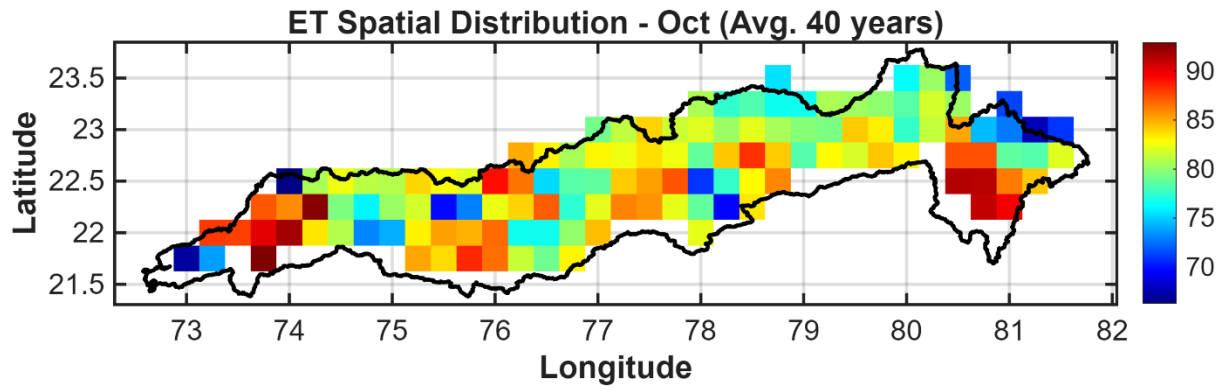 ET Spatial Distribution - Oct (Avg. 40 years)
23.5
23
22.5
22
21.5
Latitude
73 74 75 76 77 78 79 80 81 82
Longitude
90
85
80
75
70